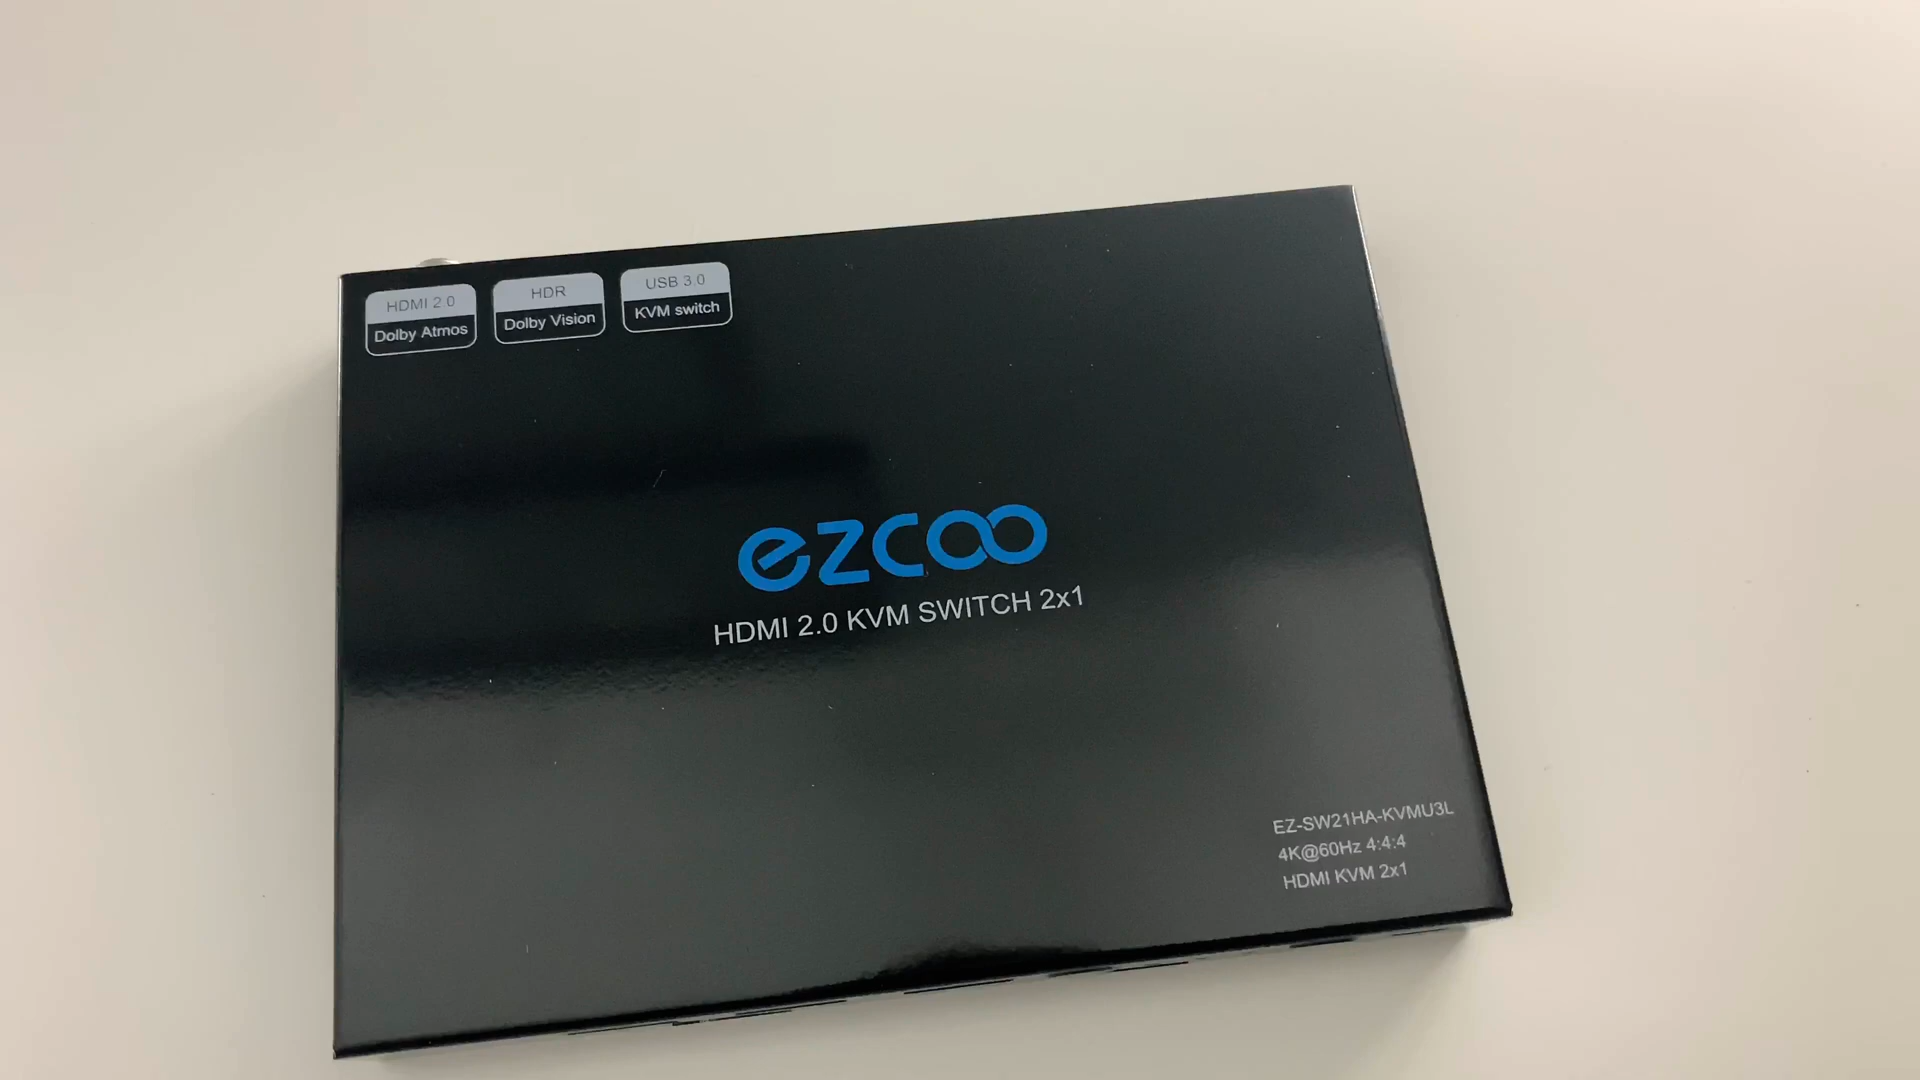 HDMI 2.0
Dolby Atmos
HDR
Dolby Vision
USB 3.0
KVM switch
ezcoo
HDMI 2.0 KVM SWITCH 2x1
EZ-SW21HA-KVMU3L
4K@60Hz 4:4:4
HDMI KVM 2x1